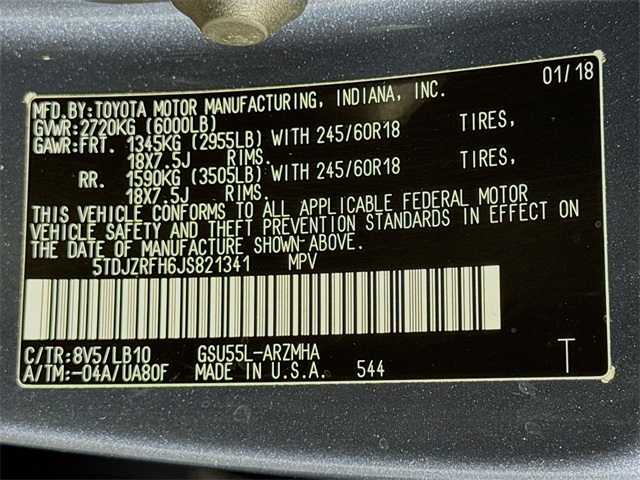 01/18
MFD.BY:TOYOTA MOTOR MANUFACTURING, INDIANA, INC.
GVWR:2720KG (6000LB)
GAWR:FRT. 1345KG (2955LB) WITH 245/60R18 TIRES,
18X7.5J RIMS.
RR. 1590KG (3505LB) WITH 245/60R18 TIRES,
18X7.5J RIMS.
THIS VEHICLE CONFORMS TO ALL APPLICABLE FEDERAL MOTOR
VEHICLE SAFETY AND THEFT PREVENTION STANDARDS IN EFFECT ON
THE DATE OF MANUFACTURE SHOWN ABOVE.
5TDJZRFH6JS821341 MPV
C/TR:8V5/LB10 GSU55L-ARZMHA
A/TM:-04A/UA80F MADE IN U.S.A. 544 T